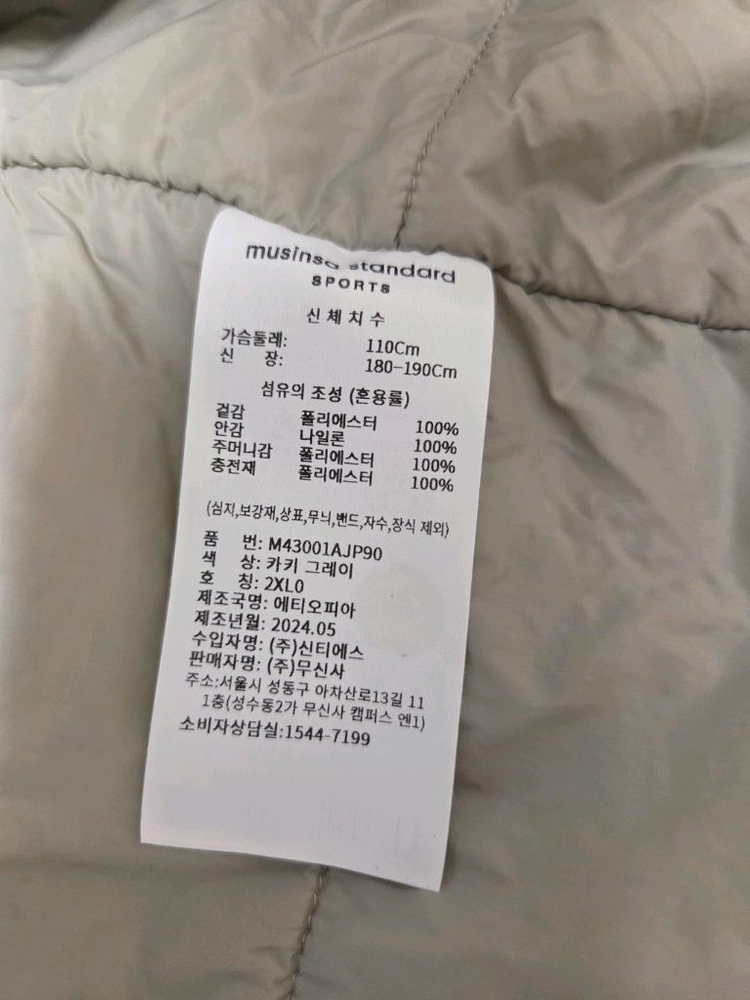 musinsa standard
SPORTS
신체치수
가슴둘레: 110Cm
신 장: 180-190Cm
섬유의 조성 (혼용률)
겉감 폴리에스터 100%
안감 나일론 100%
주머니감 폴리에스터 100%
충전재 폴리에스터 100%
(심지,보강재,상표,무늬,밴드,자수,장식 제외)
품 번: M43001AJP90
색 상: 카키 그레이
호 칭: 2XL0
제조국명: 에티오피아
제조년월: 2024.05
수입자명: (주)신티에스
판매자명: (주)무신사
주소:서울시 성동구 아차산로13길 11
1층(성수동2가 무신사 캠퍼스 엔1)
소비자상담실:1544-7199